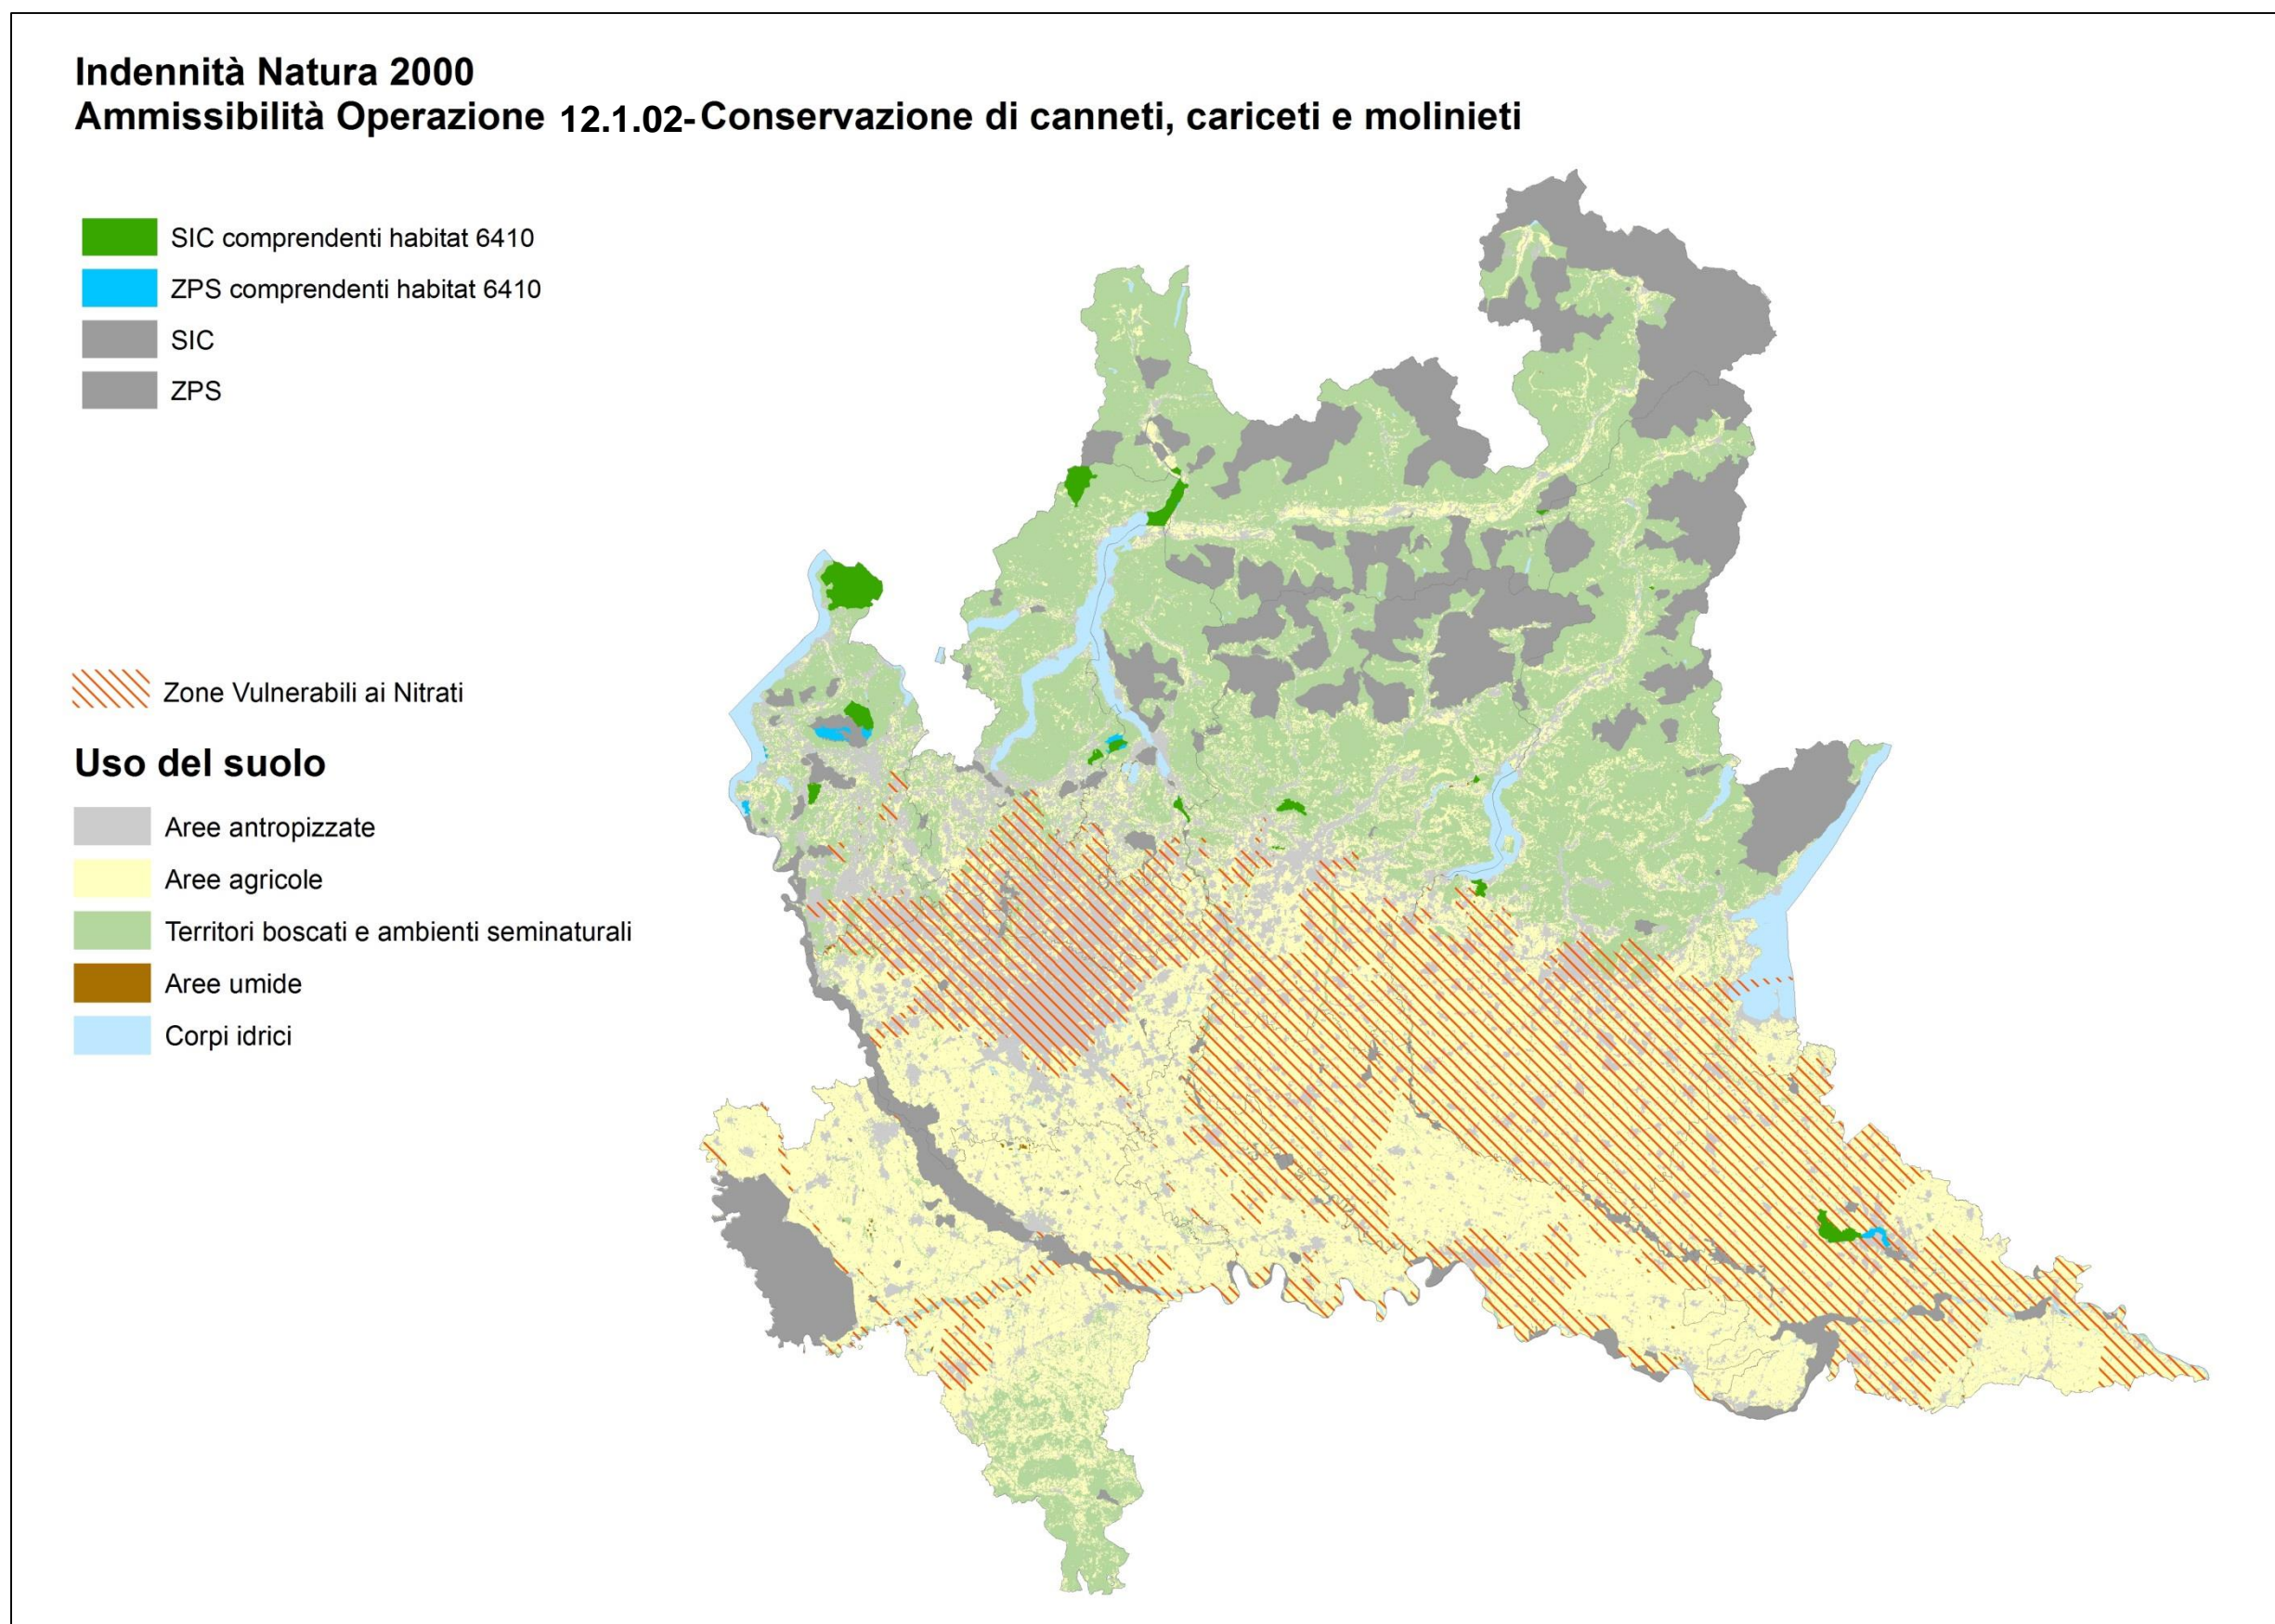 Indennità Natura 2000
Ammissibilità Operazione 12.1.02-Conservazione di canneti, cariceti e molinieti
SIC comprendenti habitat 6410
ZPS comprendenti habitat 6410
SIC
ZPS
Zone Vulnerabili ai Nitrati
Uso del suolo
Aree antropizzate
Aree agricole
Territori boscati e ambienti seminaturali
Aree umide
Corpi idrici